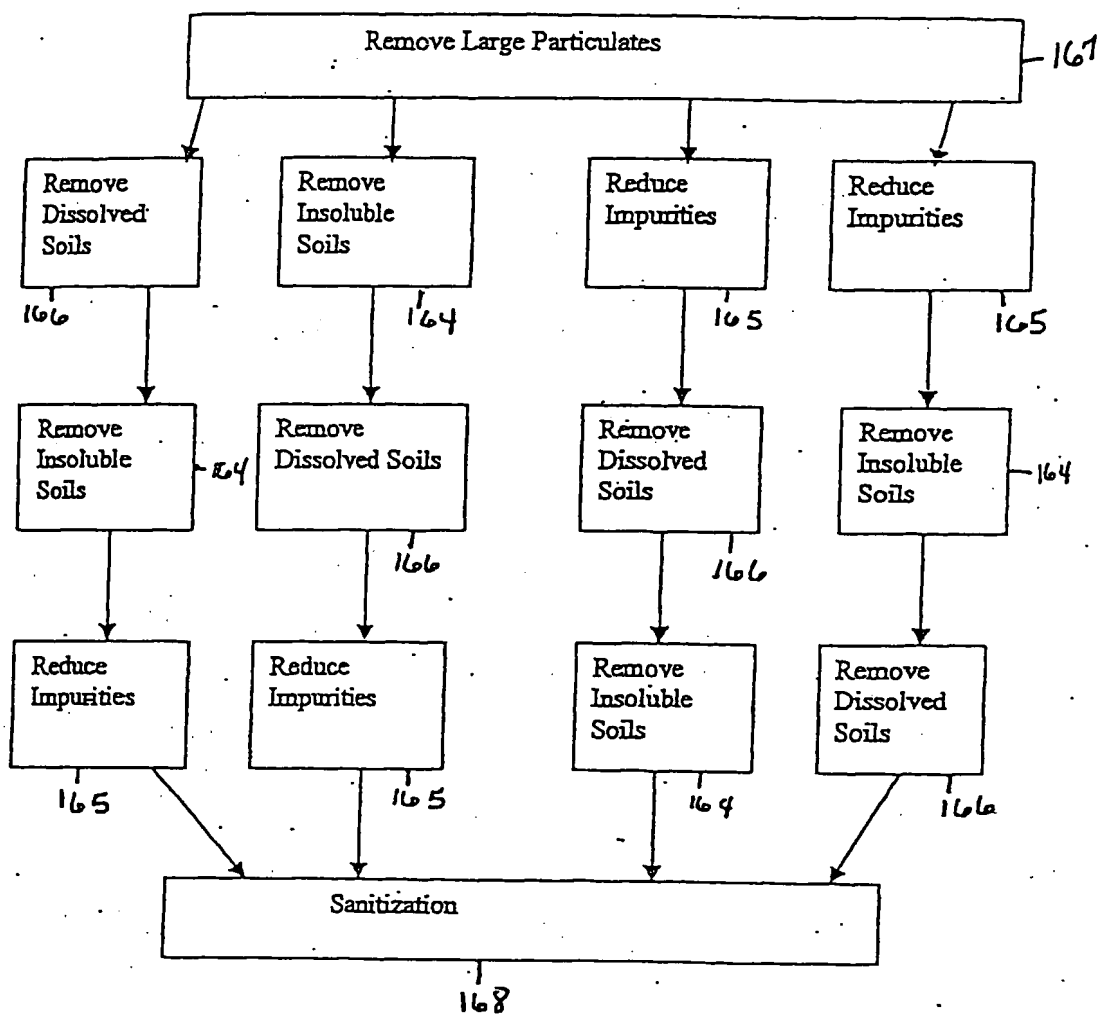 Remove Large Particulates
167
Remove
Dissolved
Soils
166
Remove
Insoluble
Soils
164
Reduce
Impurities
165
Reduce
Impurities
165
Remove
Insoluble
Soils
164
Remove
Dissolved Soils
166
Remove
Dissolved
Soils
166
Remove
Insoluble
Soils
164
Reduce
Impurities
165
Reduce
Impurities
165
Remove
Insoluble
Soils
164
Remove
Dissolved
Soils
166
Sanitization
168